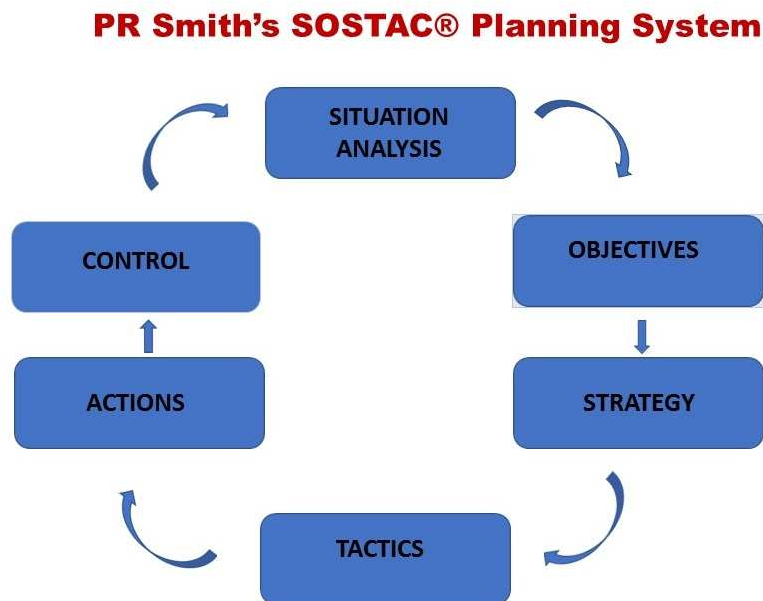 PR Smith's SOSTAC® Planning System
SITUATION
ANALYSIS
OBJECTIVES
STRATEGY
TACTICS
ACTIONS
CONTROL